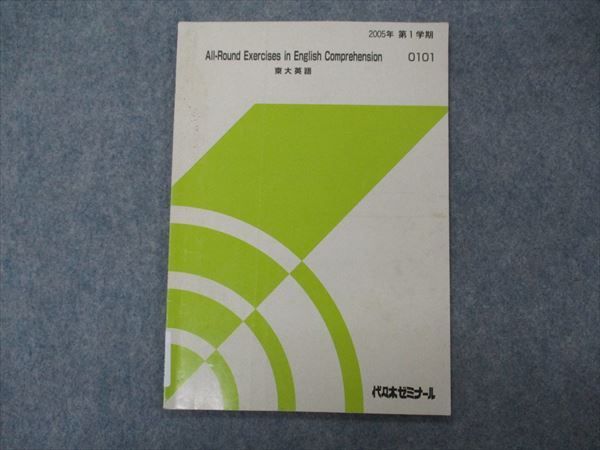 2005年 第1学期
All-Round Exercises in English Comprehension 0101
東大英語
代々木ゼミナール